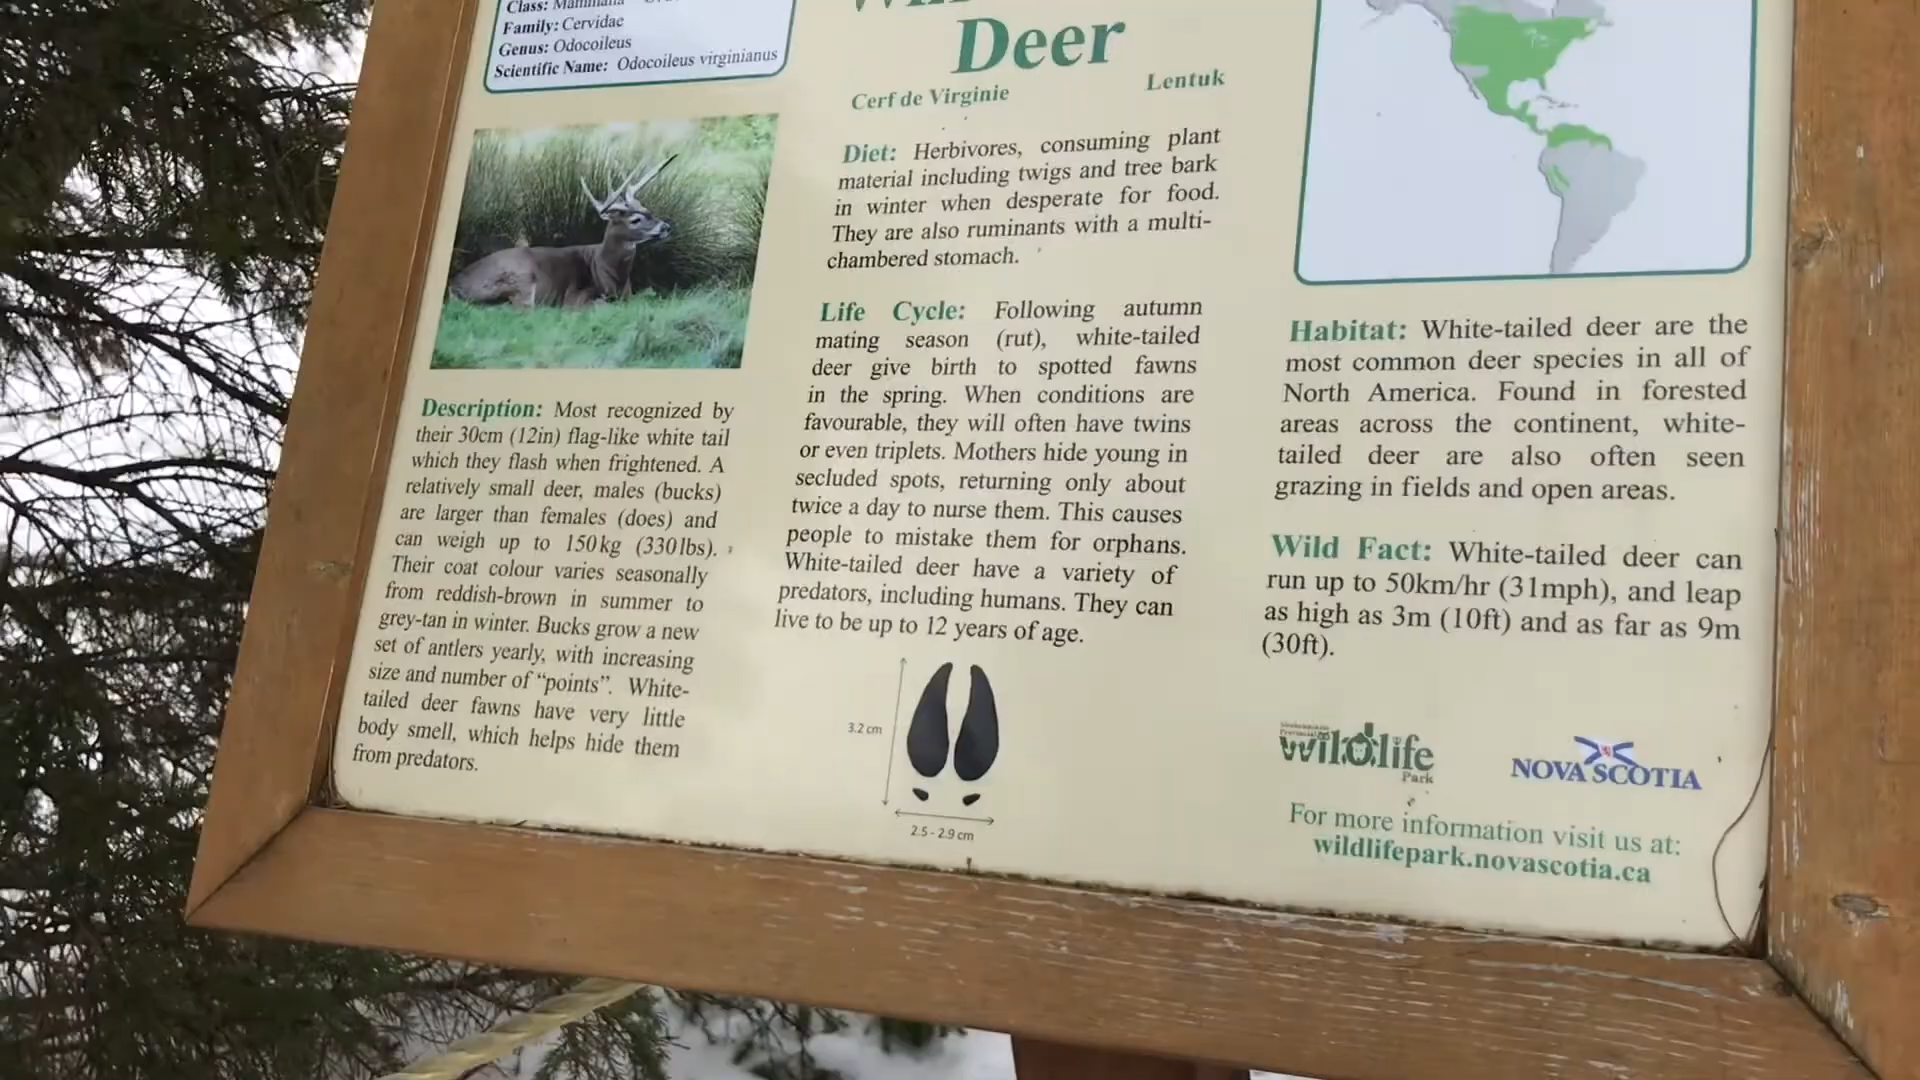 Class: Mammalia
Family: Cervidae
Genus: Odocoileus
Scientific Name: Odocoileus virginianus
Deer
Cerf de Virginie
Lentuk
Description: Most recognized by
their 30cm (12in) flag-like white tail
which they flash when frightened. A
relatively small deer, males (bucks)
are larger than females (does) and
can weigh up to 150kg (330lbs).
Their coat colour varies seasonally
from reddish-brown in summer to
grey-tan in winter. Bucks grow a new
set of antlers yearly, with increasing
size and number of “points”. White-
tailed deer fawns have very little
body smell, which helps hide them
from predators.
Diet: Herbivores, consuming plant
material including twigs and tree bark
in winter when desperate for food.
They are also ruminants with a multi-
chambered stomach.
Life Cycle: Following autumn
mating season (rut), white-tailed
deer give birth to spotted fawns
in the spring. When conditions are
favourable, they will often have twins
or even triplets. Mothers hide young in
secluded spots, returning only about
twice a day to nurse them. This causes
people to mistake them for orphans.
White-tailed deer have a variety of
predators, including humans. They can
live to be up to 12 years of age.
3.2 cm
2.5 - 2.9 cm
Habitat: White-tailed deer are the
most common deer species in all of
North America. Found in forested
areas across the continent, white-
tailed deer are also often seen
grazing in fields and open areas.
Wild Fact: White-tailed deer can
run up to 50km/hr (31mph), and leap
as high as 3m (10ft) and as far as 9m
(30ft).
wildlife
Park
NOVA SCOTIA
For more information visit us at:
wildlifepark.novascotia.ca